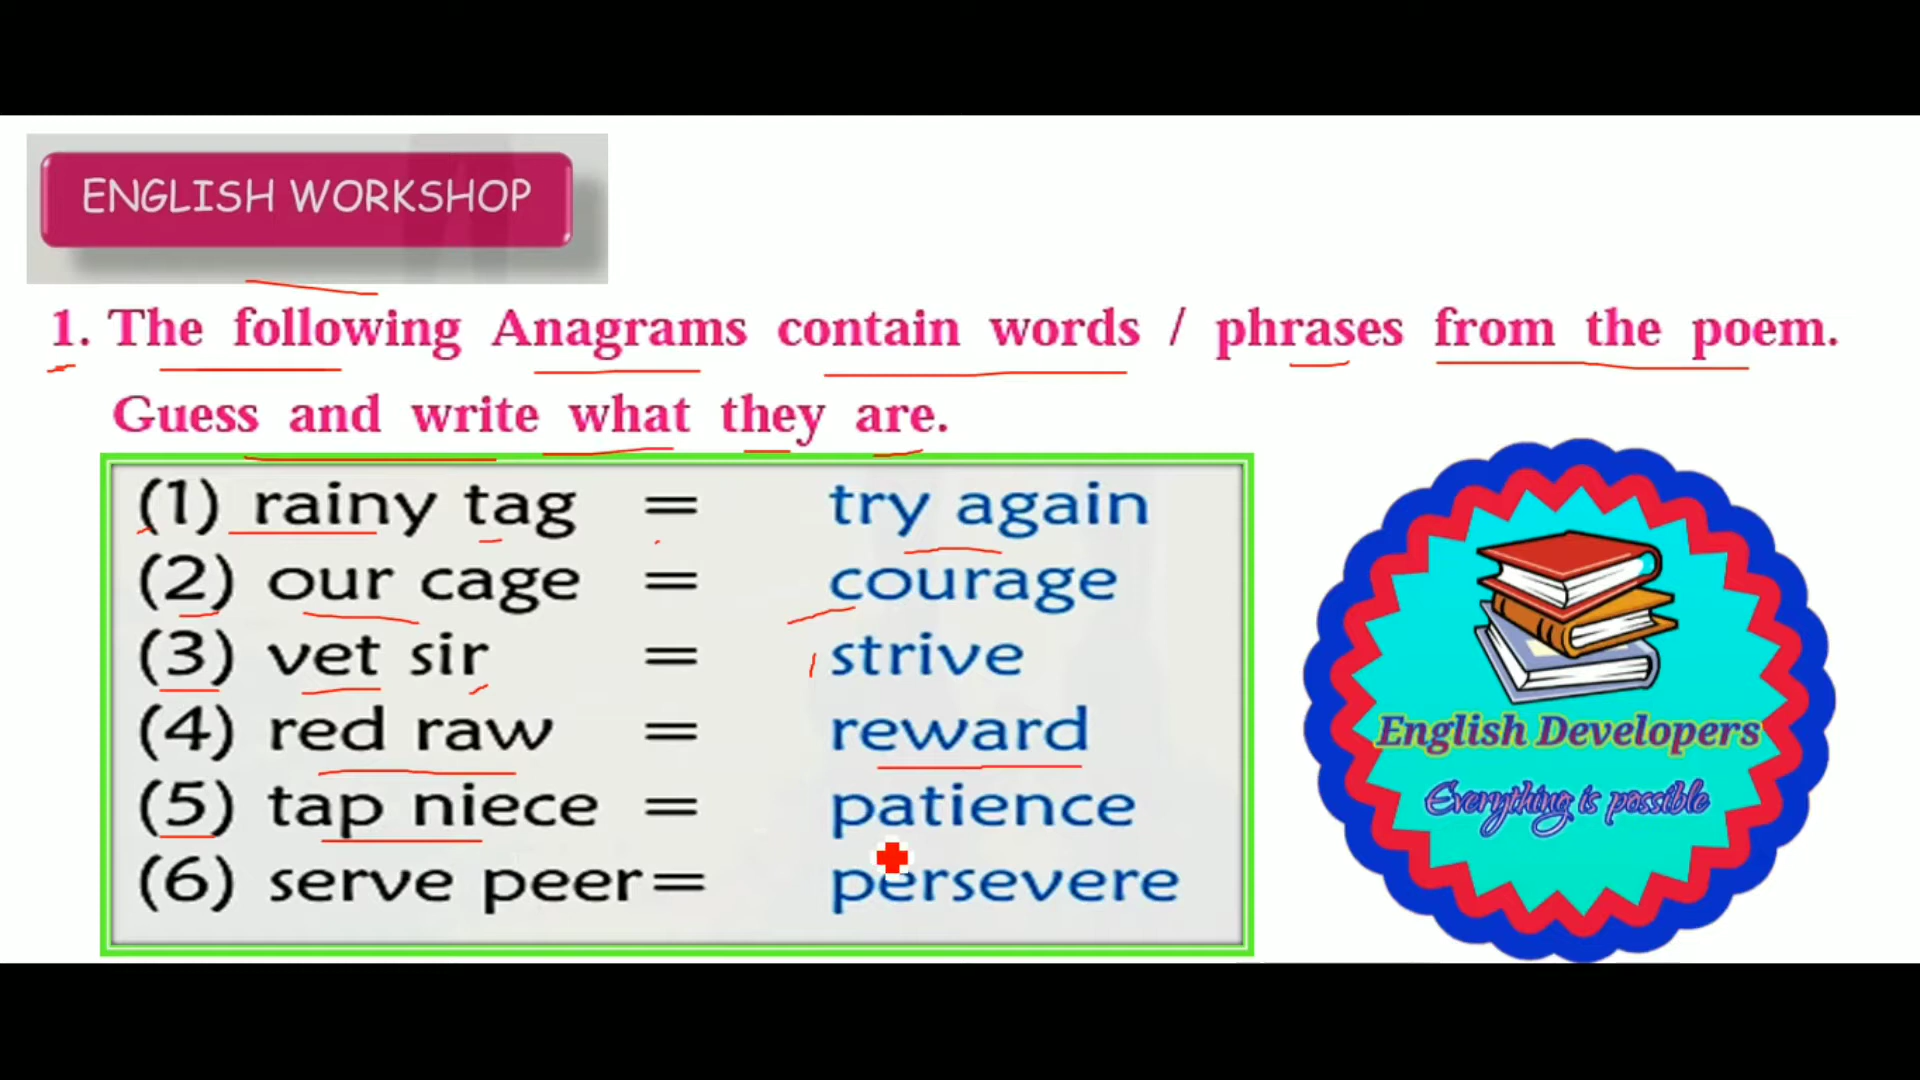 ENGLISH WORKSHOP
1. The following Anagrams contain words / phrases from the poem.
Guess and write what they are.
(1) rainy tag = try again
(2) our cage = courage
(3) vet sir = strive
(4) red raw = reward
(5) tap niece = patience
(6) serve peer= persevere
English Developers
Everything is possible